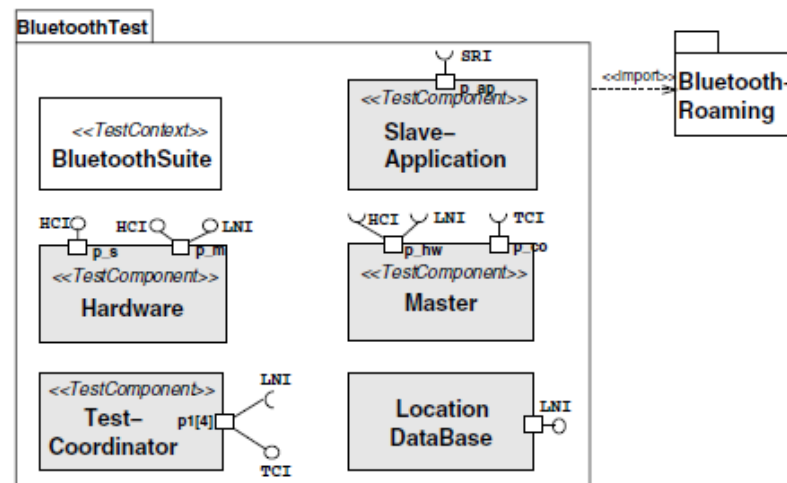 BluetoothTest
SRI
p_ap
<<TestComponent>>
Slave-
Application
<<import>>
Bluetooth-
Roaming
<<TestContext>>
BluetoothSuite
HCI
HCI
LNI
p_s
p_m
<<TestComponent>>
Hardware
HCI
LNI
TCI
p_hw
p_co
<<TestComponent>>
Master
<<TestComponent>>
Test-
Coordinator
p1[4]
LNI
TCI
Location
DataBase
LNI